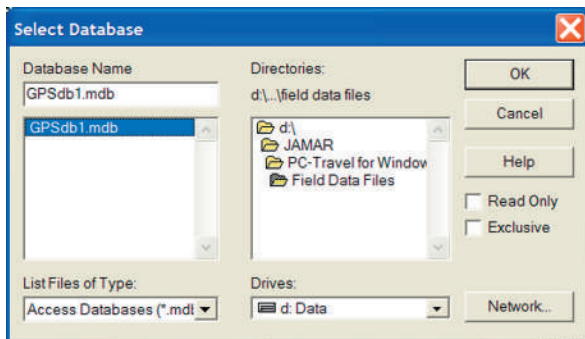 Select Database
Database Name
GPSdb1.mdb
GPSdb1.mdb
List Files of Type:
Access Databases (*.mdb
Directories:
d:\...\field data files
d:\
JAMAR
PC-Travel for Window
Field Data Files
Drives:
d: Data
OK
Cancel
Help
Read Only
Exclusive
Network...